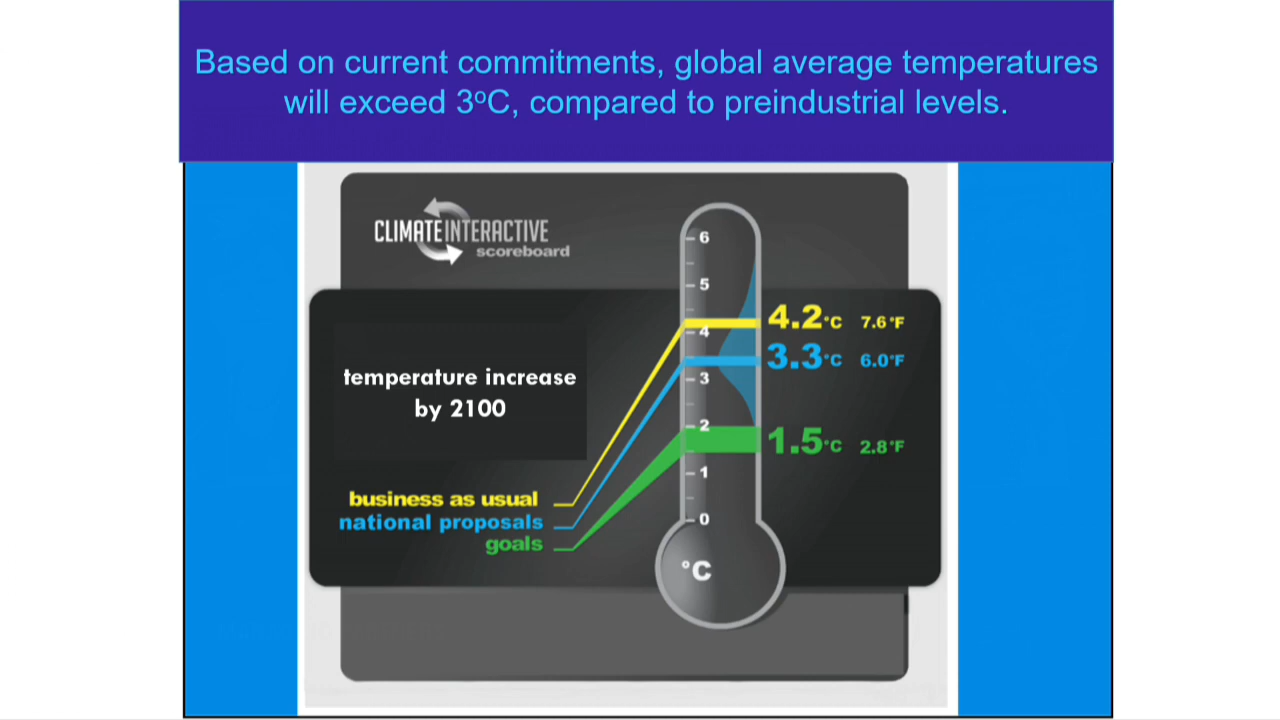 Based on current commitments, global average temperatures
will exceed 3ºC, compared to preindustrial levels.
CLIMATE INTERACTIVE
scoreboard
6
5
4
3
2
1
0
°C
4.2°C 7.6°F
3.3°C 6.0°F
1.5°C 2.8°F
temperature increase
by 2100
business as usual
national proposals
goals